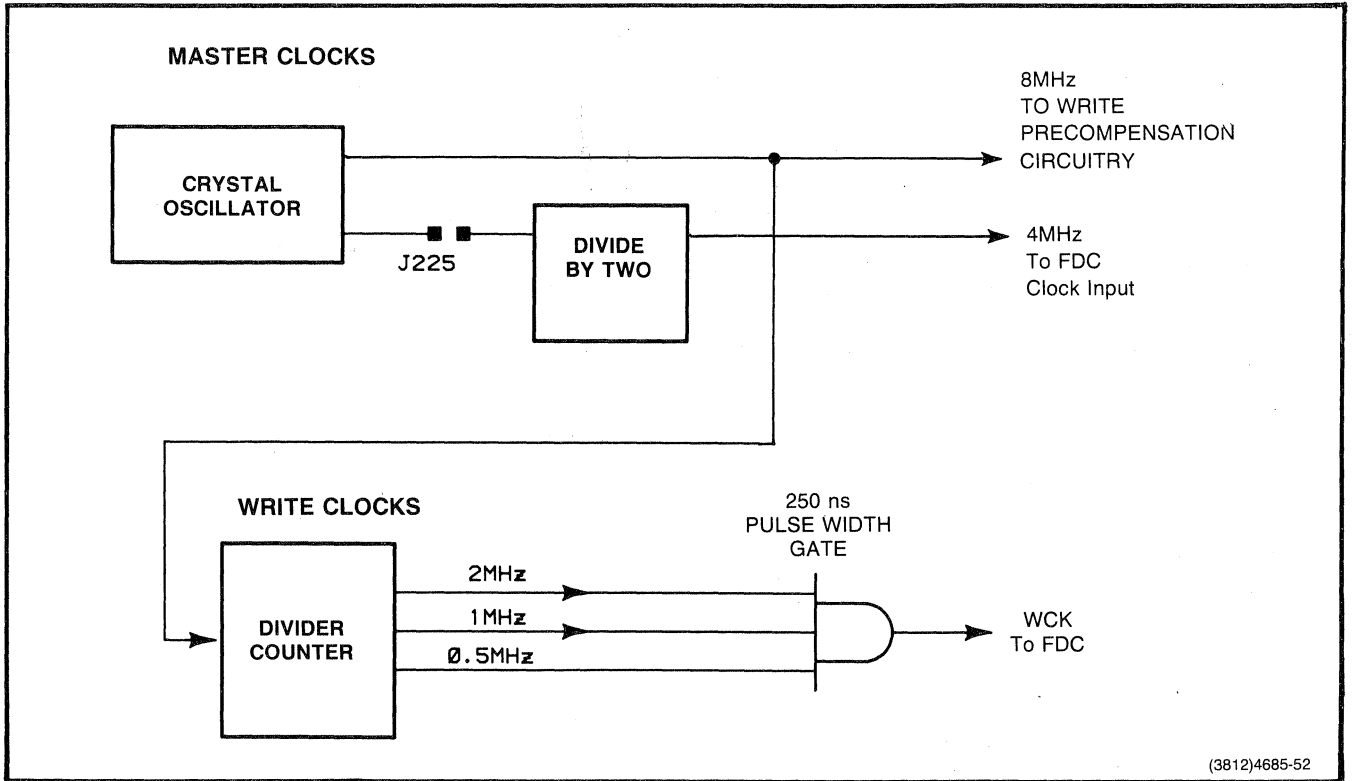 MASTER CLOCKS
CRYSTAL
OSCILLATOR
J225
DIVIDE
BY TWO
8MHz
TO WRITE
PRECOMPENSATION
CIRCUITRY
4MHz
To FDC
Clock Input
WRITE CLOCKS
DIVIDER
COUNTER
2MHz
1MHz
0.5MHz
250 ns
PULSE WIDTH
GATE
WCK
To FDC
(3812)4685-52